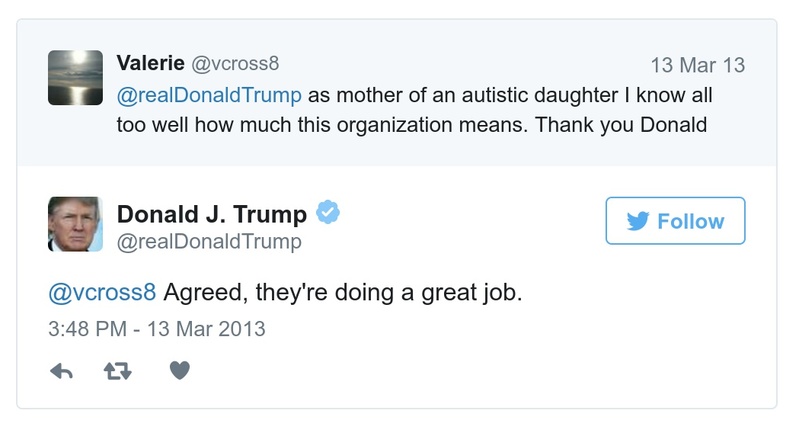 Valerie @vcross8 13 Mar 13
@realDonaldTrump as mother of an autistic daughter I know all
too well how much this organization means. Thank you Donald
Donald J. Trump
@realDonaldTrump
Follow
@vcross8 Agreed, they're doing a great job.
3:48 PM - 13 Mar 2013